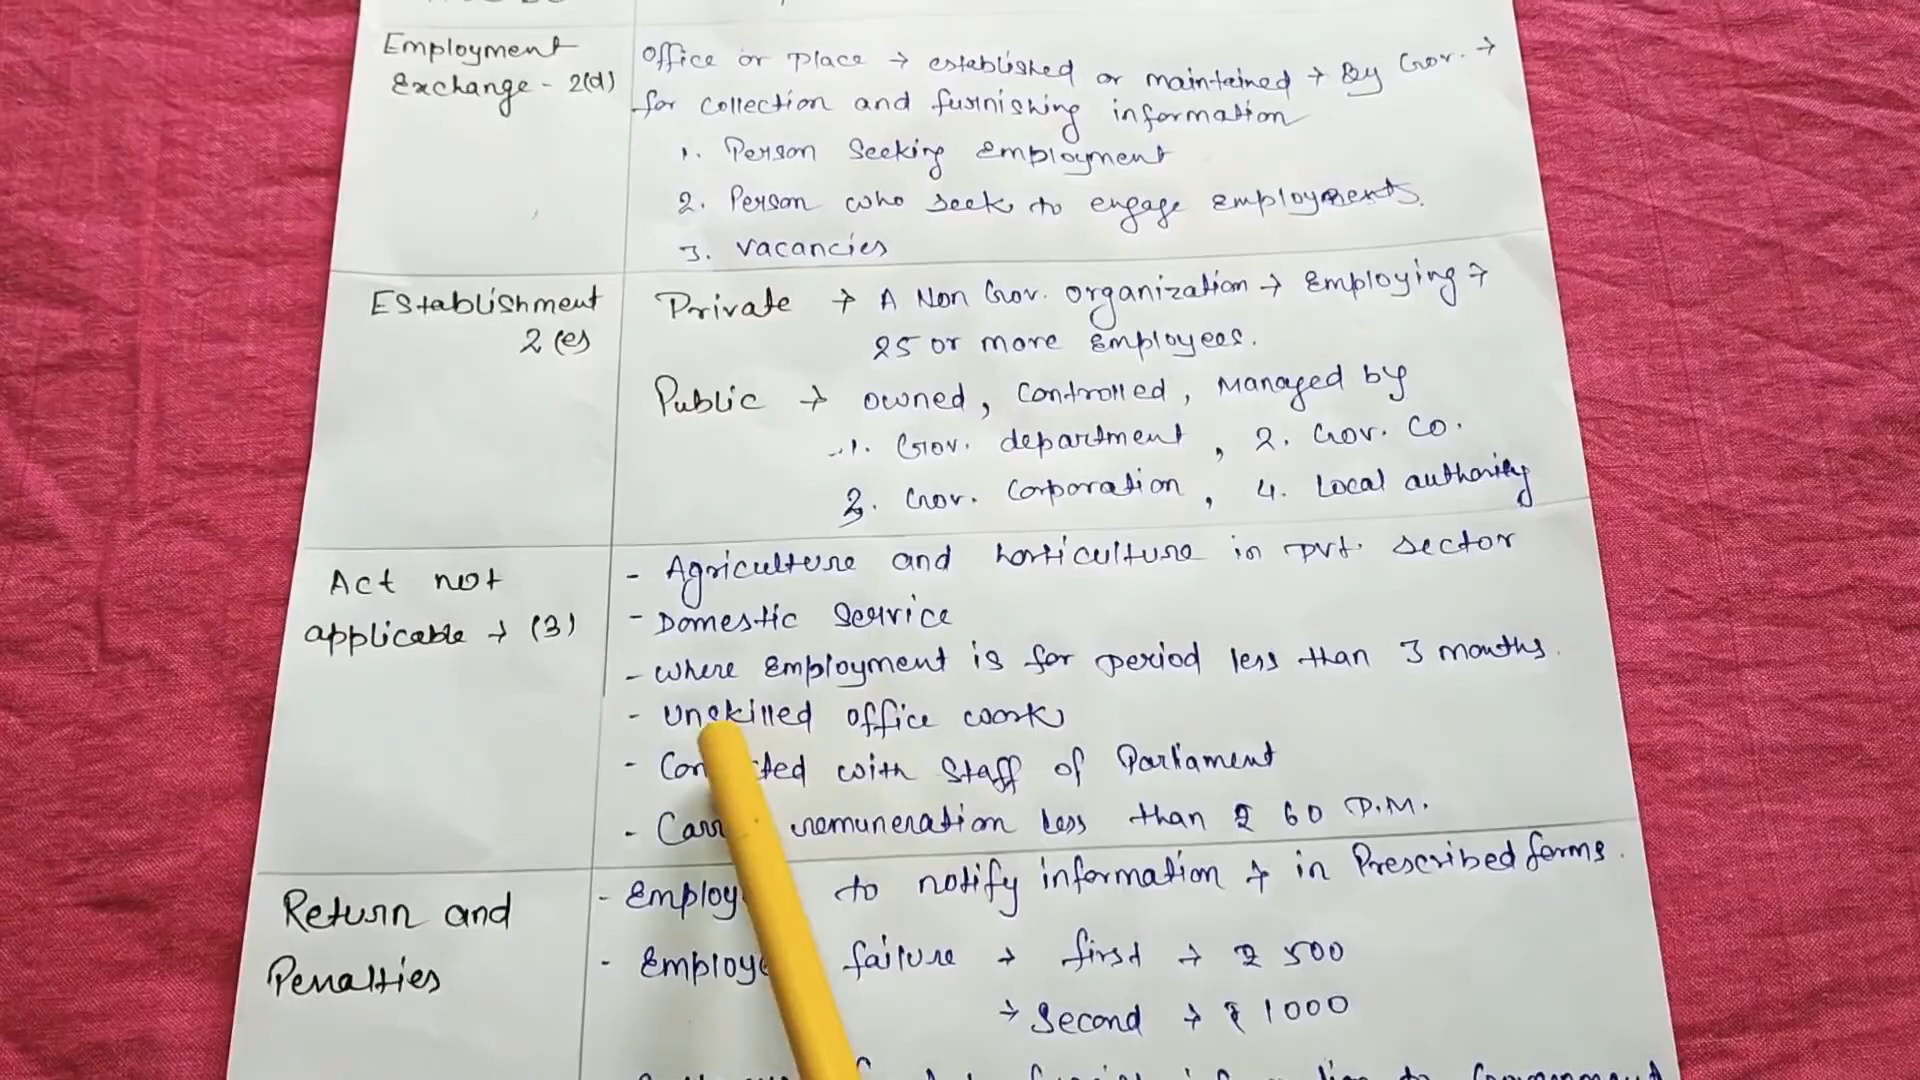 Employment
Exchange - 2(d)
Office or place → established or maintained → By Gov. →
for collection and furnishing information
1. Person seeking Employment
2. Person who seek to engage employments.
3. Vacancies
Establishment
2(e)
Private → A Non Gov. organization → Employing →
25 or more Employees.
Public → owned, controlled, managed by
1. Gov. department, 2. Gov. Co.
3. Gov. Corporation, 4. Local authority
Act not
applicable → (3)
- Agriculture and horticulture in pvt. sector
- Domestic Service
- Where Employment is for period less than 3 months.
- Unskilled office work
- with Staff of Parliament
- remuneration less than ₹ 60 P.M.
Return and
Penalties
- to notify information → in Prescribed forms.
- failure → first → ₹ 500
→ Second → ₹ 1000